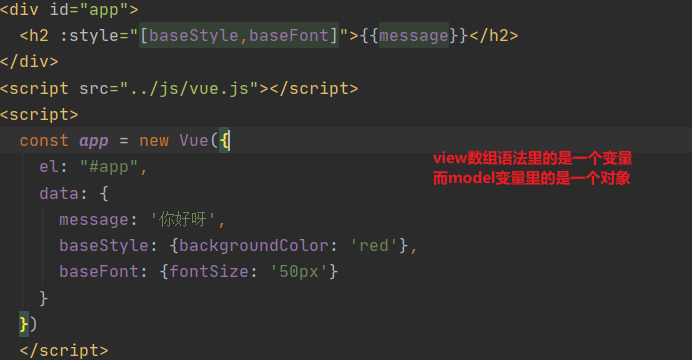 <div id="app">
<h2 :style="[baseStyle,baseFont]">{{message}}</h2>
</div>
<script src="../js/vue.js"></script>
<script>
const app = new Vue({
el: "#app",
view数组语法里的是一个变量
data: {
而model变量里的是一个对象
message: '你好呀',
baseStyle: {backgroundColor: 'red'},
baseFont: {fontSize: '50px'}
}
})
</script>